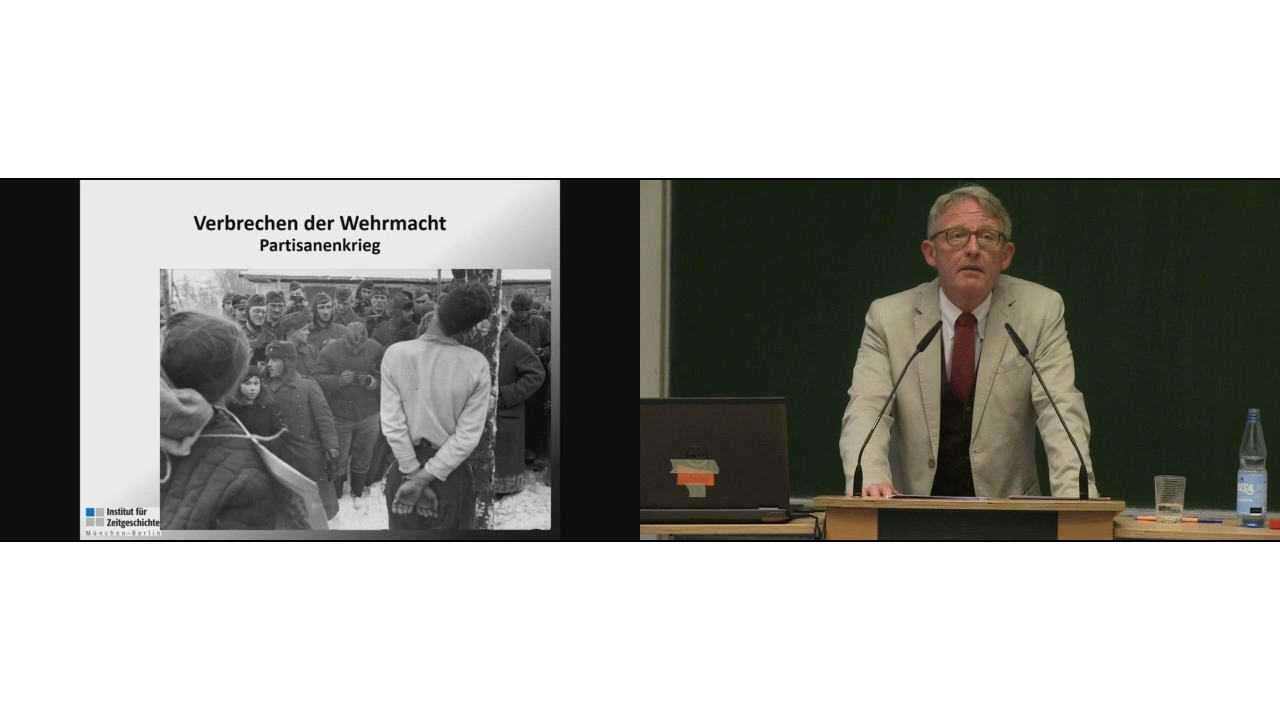 Verbrechen der Wehrmacht
Partisanenkrieg
Institut für
Zeitgeschichte
München–Berlin